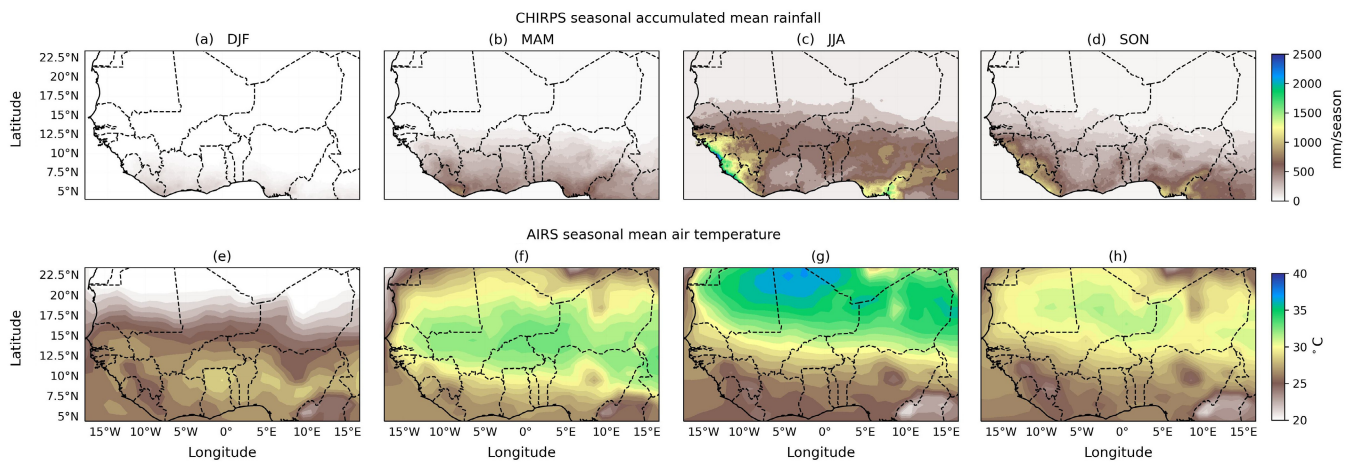 CHIRPS seasonal accumulated mean rainfall
(a) DJF
(b) MAM
(c) JJA
(d) SON
Latitude
22.5°N
20°N
17.5°N
15°N
12.5°N
10°N
7.5°N
5°N
2500
2000
1500
1000
500
0
mm/season
AIRS seasonal mean air temperature
(e)
(f)
(g)
(h)
Latitude
22.5°N
20°N
17.5°N
15°N
12.5°N
10°N
7.5°N
5°N
40
35
30
25
20
°C
15°W 10°W 5°W 0° 5°E 10°E 15°E
15°W 10°W 5°W 0° 5°E 10°E 15°E
15°W 10°W 5°W 0° 5°E 10°E 15°E
15°W 10°W 5°W 0° 5°E 10°E 15°E
Longitude
Longitude
Longitude
Longitude